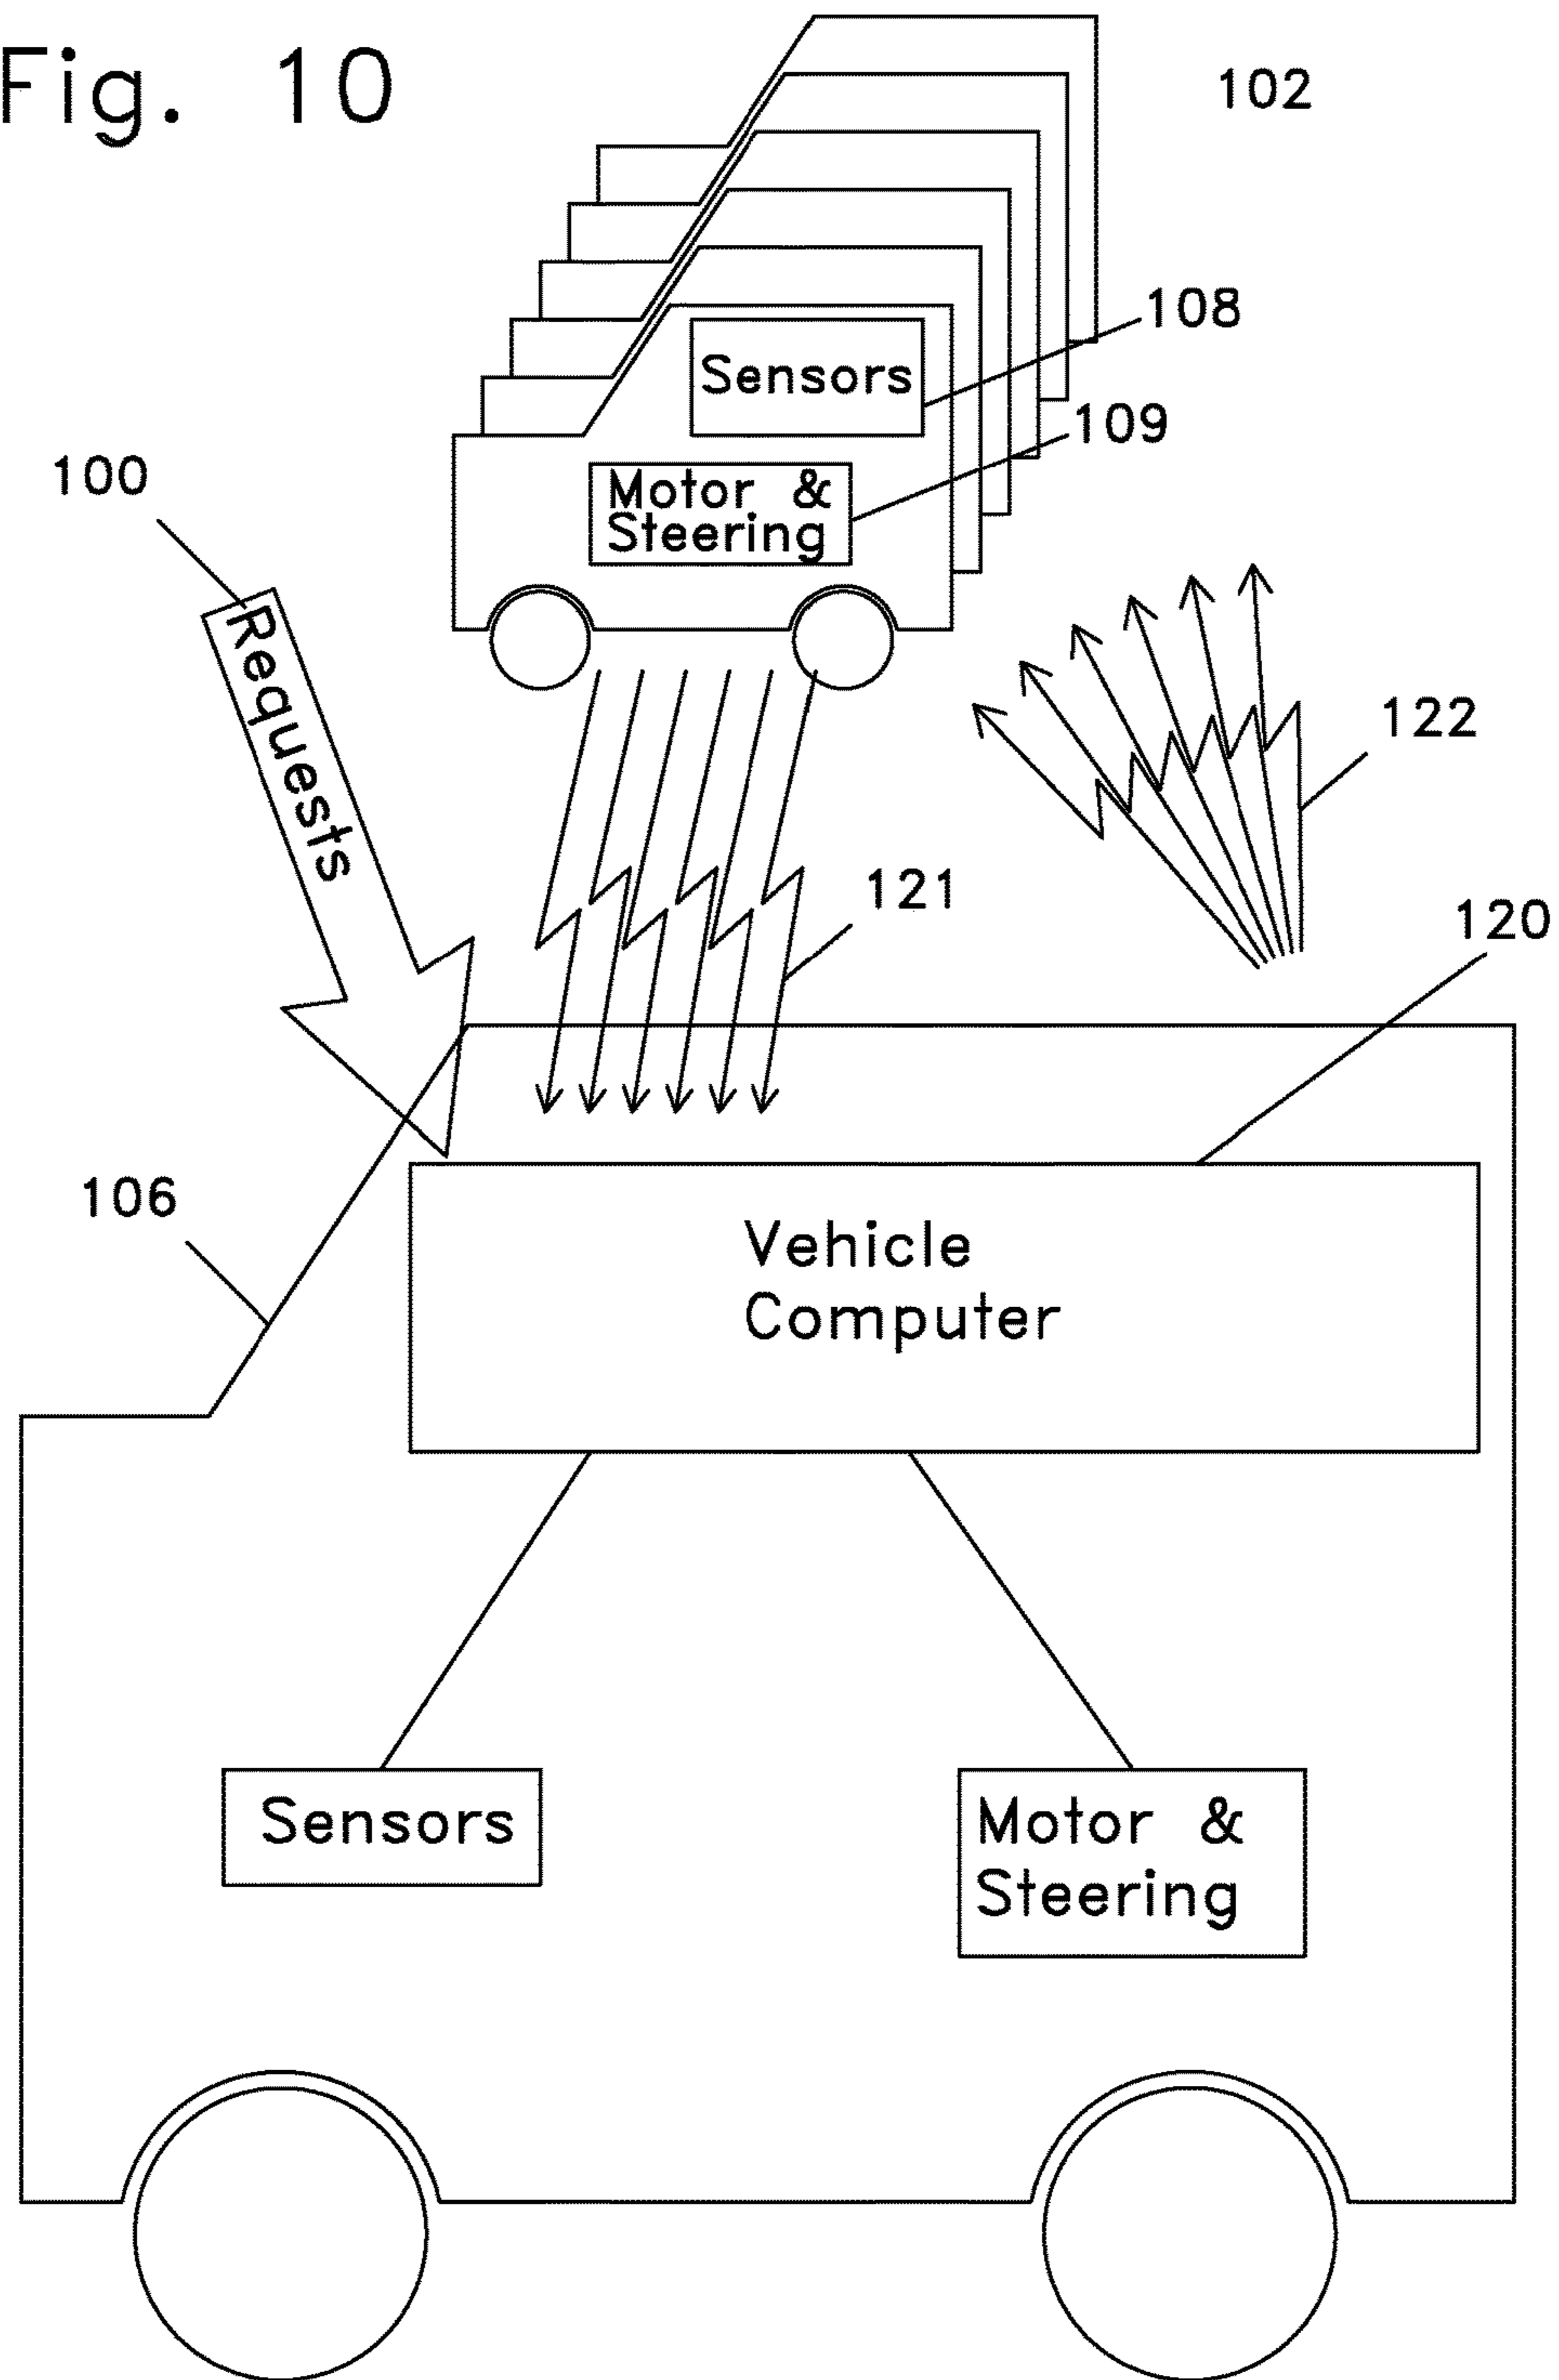 Fig. 10
102
108
Sensors
109
Motor &
Steering
100
Requests
122
121
120
106
Vehicle
Computer
Sensors
Motor &
Steering